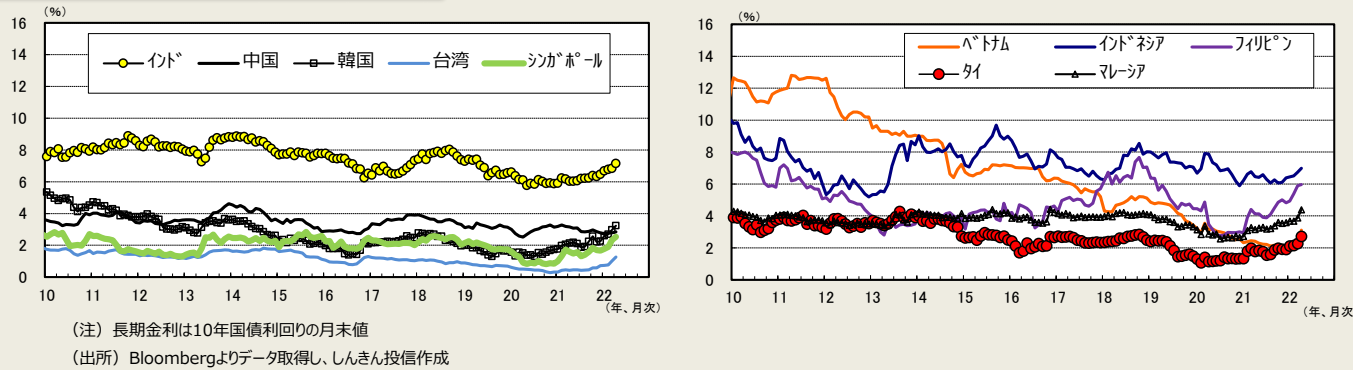 (%)
16
14
12
10
8
6
4
2
0
インド 中国 韓国 台湾 シンガポール
10 11 12 13 14 15 16 17 18 19 20 21 22
(年、月次)
(%)
16
14
12
10
8
6
4
2
0
ベトナム インドネシア フィリピン
タイ マレーシア
10 11 12 13 14 15 16 17 18 19 20 21 22
(年、月次)
(注)長期金利は10年国債利回りの月末値
(出所)Bloombergよりデータ取得し、しんきん投信作成